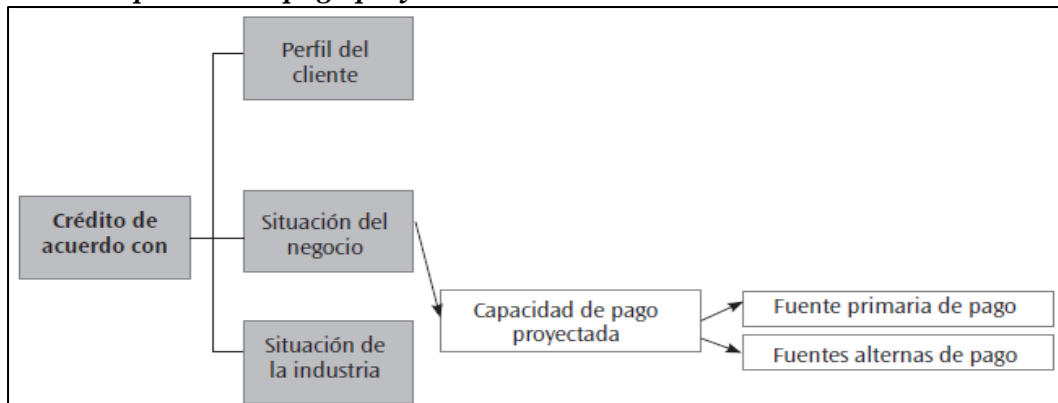 Perfil del
cliente
Crédito de
acuerdo con
Situación del
negocio
Capacidad de pago
proyectada
Fuente primaria de pago
Fuentes alternas de pago
Situación de
la industria